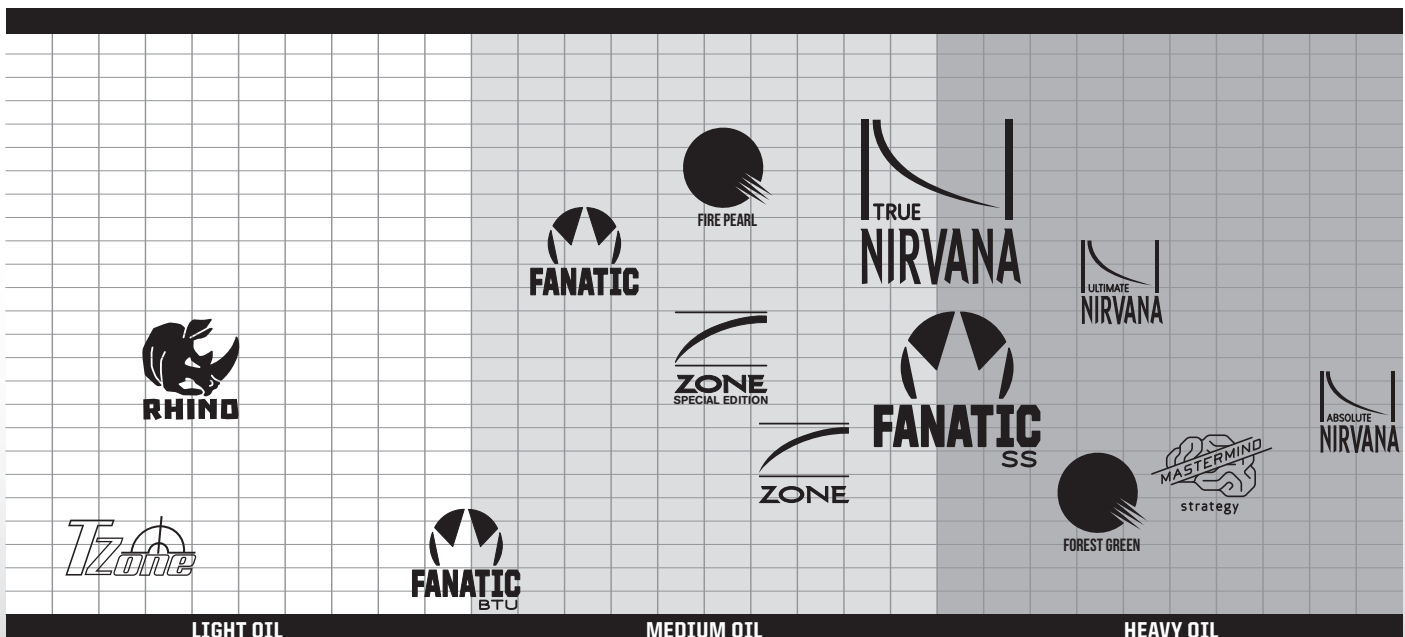 FIRE PEARL
TRUE
NIRVANA
FANATIC
ULTIMATE
NIRVANA
RHINO
ZONE
SPECIAL EDITION
FANATIC
SS
ABSOLUTE
NIRVANA
ZONE
MASTERMIND
strategy
FOREST GREEN
TZone
FANATIC
BTU
LIGHT OIL
MEDIUM OIL
HEAVY OIL